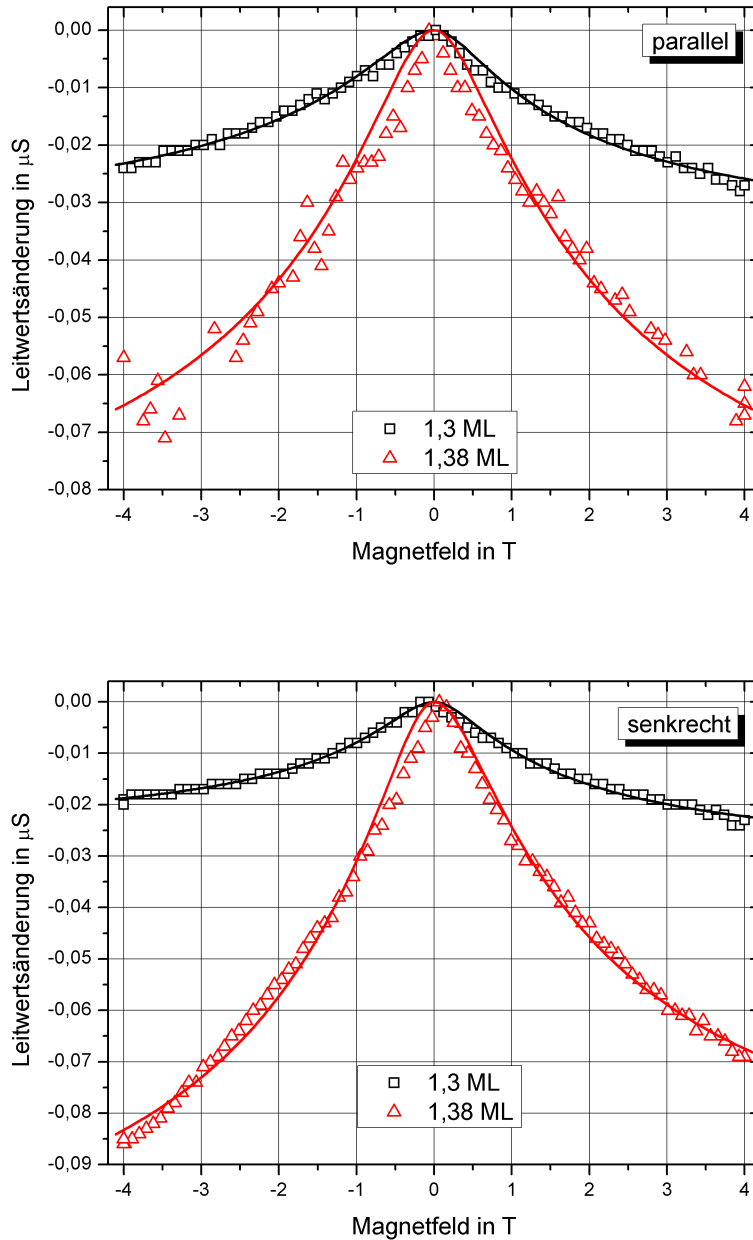 parallel
0,00
-0,01
-0,02
-0,03
-0,04
-0,05
-0,06
-0,07
-0,08
Leitwertsänderung in μS
1,3 ML
1,38 ML
-4 -3 -2 -1 0 1 2 3 4
Magnetfeld in T
senkrecht
0,00
-0,01
-0,02
-0,03
-0,04
-0,05
-0,06
-0,07
-0,08
-0,09
Leitwertsänderung in μS
1,3 ML
1,38 ML
-4 -3 -2 -1 0 1 2 3 4
Magnetfeld in T